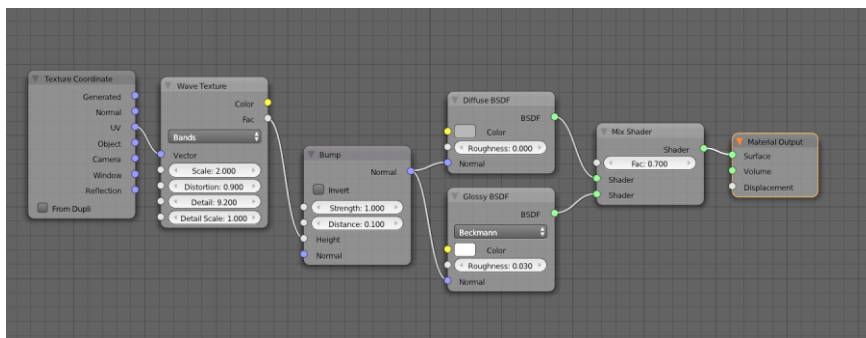 Texture Coordinate
Generated
Normal
UV
Object
Camera
Window
Reflection
From Dupli
Wave Texture
Color
Fac
Bands
Vector
Scale: 2.000
Distortion: 0.900
Detail: 9.200
Detail Scale: 1.000
Bump
Normal
Invert
Strength: 1.000
Distance: 0.100
Height
Normal
Diffuse BSDF
BSDF
Color
Roughness: 0.000
Normal
Glossy BSDF
BSDF
Beckmann
Color
Roughness: 0.030
Normal
Mix Shader
Shader
Fac: 0.700
Shader
Shader
Material Output
Surface
Volume
Displacement